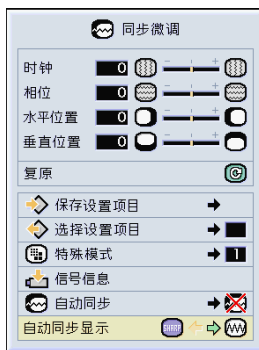 同步微调
时钟 0 - +
相位 0 - +
水平位置 0 - +
垂直位置 0 - +
复原
保存设置项目
选择设置项目
特殊模式 1
信号信息
自动同步
自动同步显示 SHARP